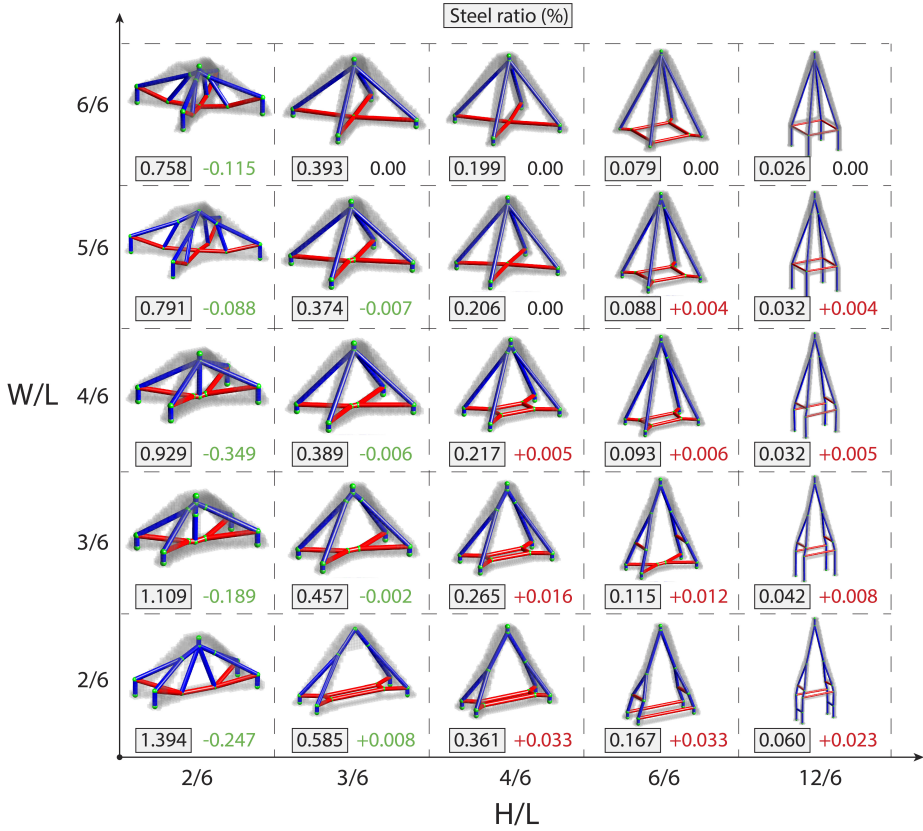 Steel ratio (%)
6/6
0.758 -0.115 0.393 0.00 0.199 0.00 0.079 0.00 0.026 0.00
5/6
0.791 -0.088 0.374 -0.007 0.206 0.00 0.088 +0.004 0.032 +0.004
W/L
4/6
0.929 -0.349 0.389 -0.006 0.217 +0.005 0.093 +0.006 0.032 +0.005
3/6
1.109 -0.189 0.457 -0.002 0.265 +0.016 0.115 +0.012 0.042 +0.008
2/6
1.394 -0.247 0.585 +0.008 0.361 +0.033 0.167 +0.033 0.060 +0.023
2/6 3/6 4/6 6/6 12/6
H/L